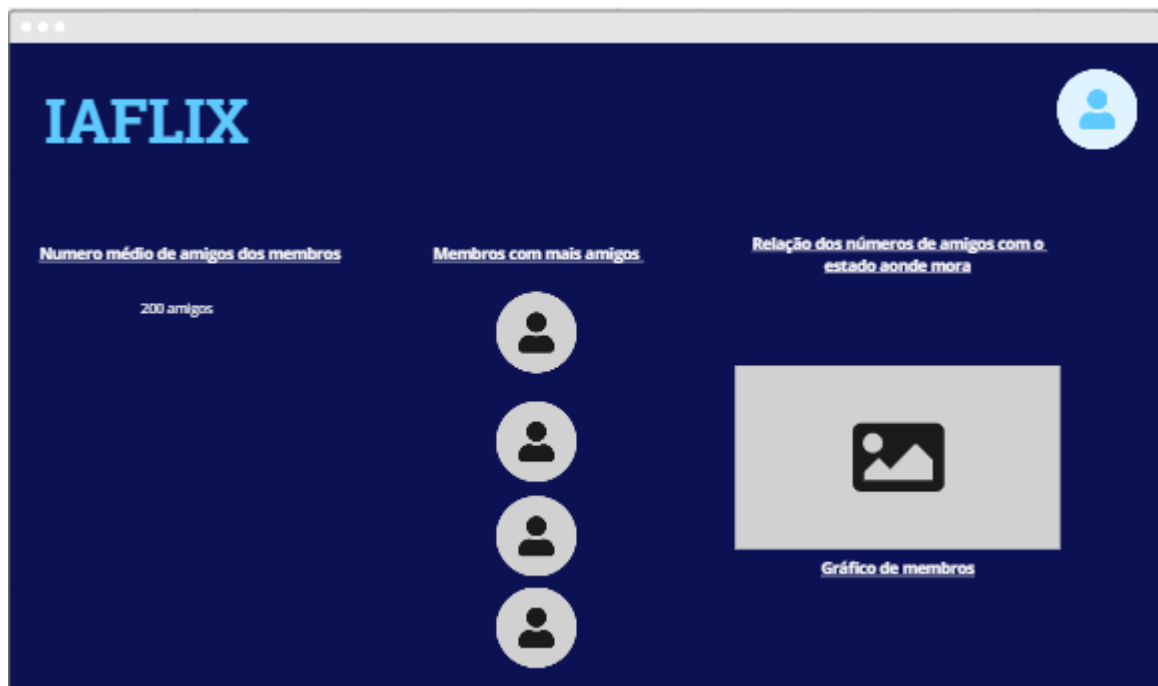 IAFLIX
Numero médio de amigos dos membros
200 amigos
Membros com mais amigos
Relação dos números de amigos com o
estado aonde mora
Gráfico de membros